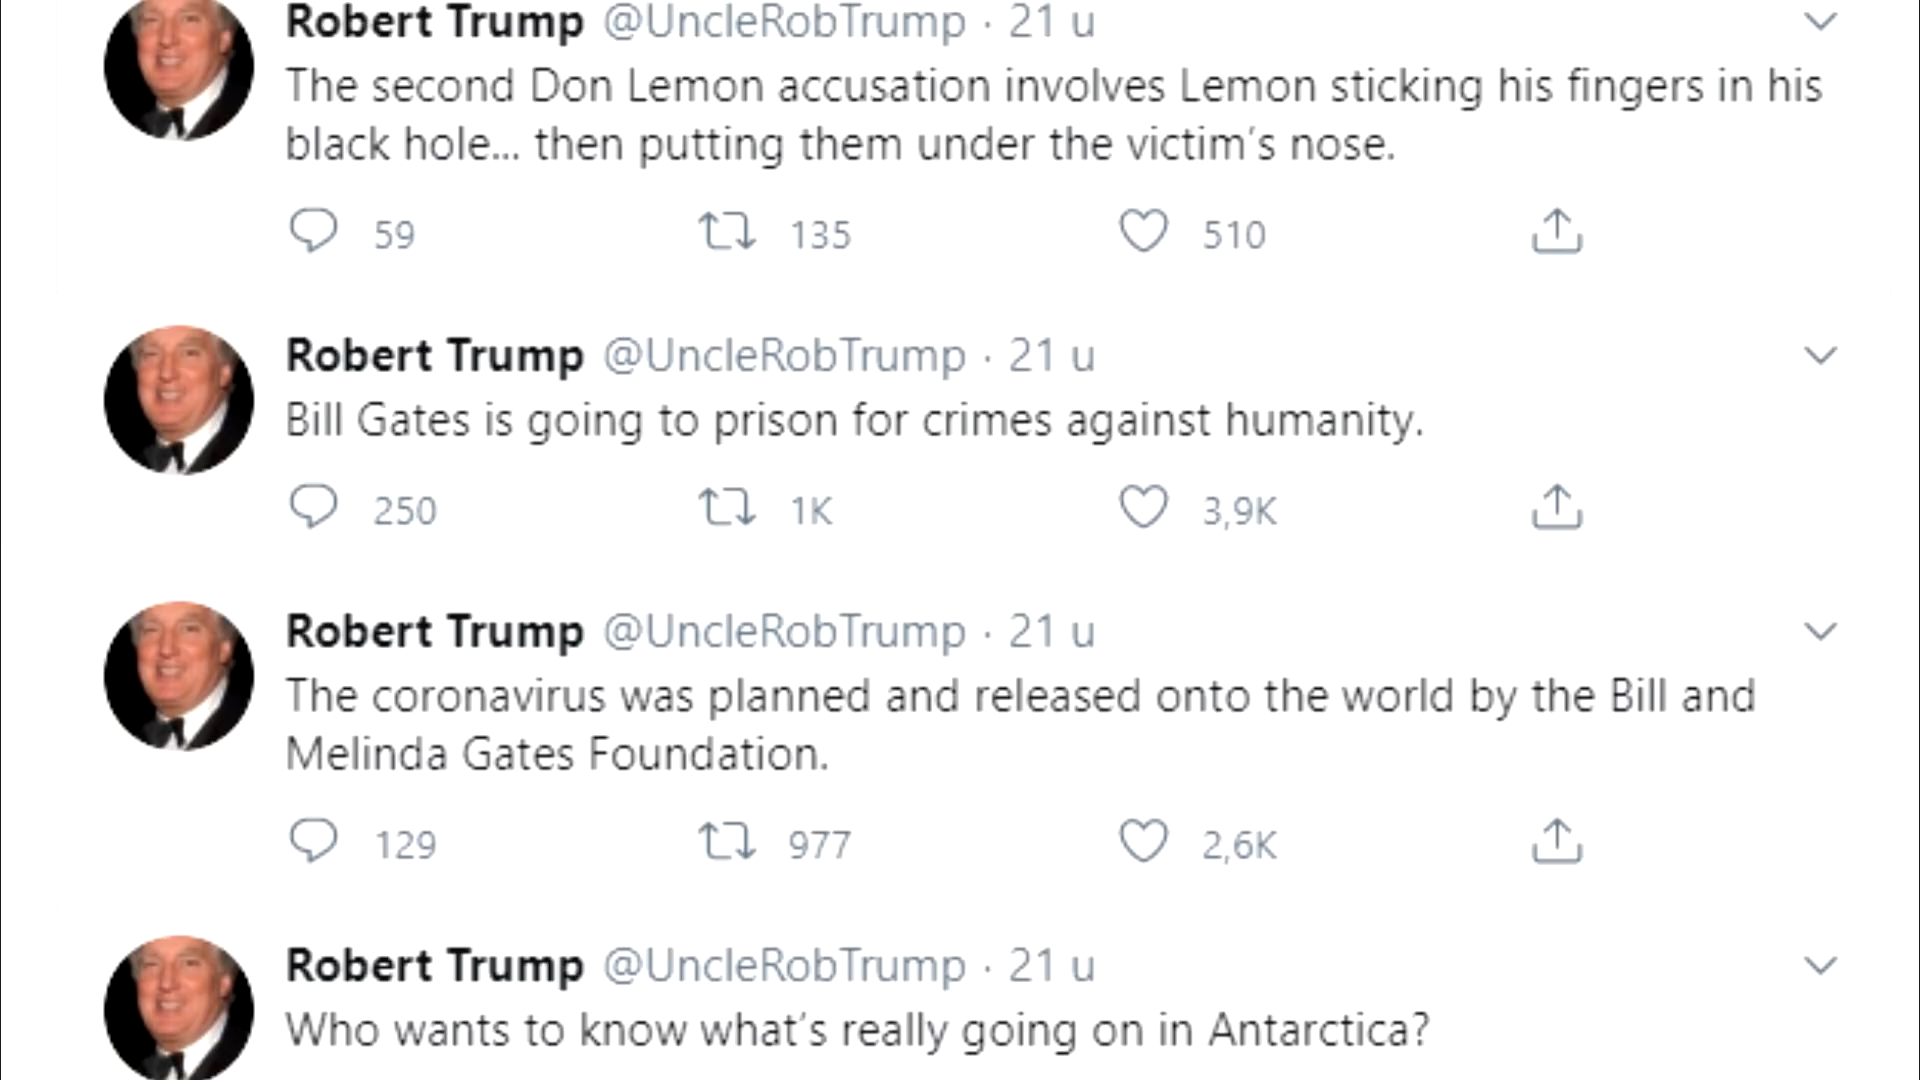 Robert Trump @UncleRobTrump · 21 u
The second Don Lemon accusation involves Lemon sticking his fingers in his
black hole... then putting them under the victim's nose.
59 135 510
Robert Trump @UncleRobTrump · 21 u
Bill Gates is going to prison for crimes against humanity.
250 1K 3,9K
Robert Trump @UncleRobTrump · 21 u
The coronavirus was planned and released onto the world by the Bill and
Melinda Gates Foundation.
129 977 2,6K
Robert Trump @UncleRobTrump · 21 u
Who wants to know what's really going on in Antarctica?